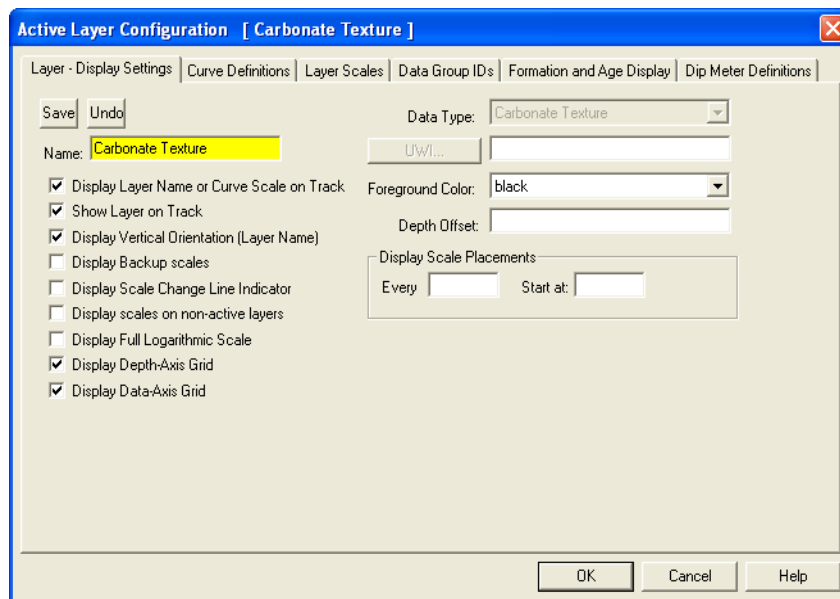 Active Layer Configuration [ Carbonate Texture ]
Layer - Display Settings Curve Definitions Layer Scales Data Group IDs Formation and Age Display Dip Meter Definitions
Save Undo
Name: Carbonate Texture
Display Layer Name or Curve Scale on Track
Show Layer on Track
Display Vertical Orientation (Layer Name)
Display Backup scales
Display Scale Change Line Indicator
Display scales on non-active layers
Display Full Logarithmic Scale
Display Depth-Axis Grid
Display Data-Axis Grid
Data Type: Carbonate Texture
UWI...
Foreground Color: black
Depth Offset:
Display Scale Placements
Every Start at:
OK Cancel Help